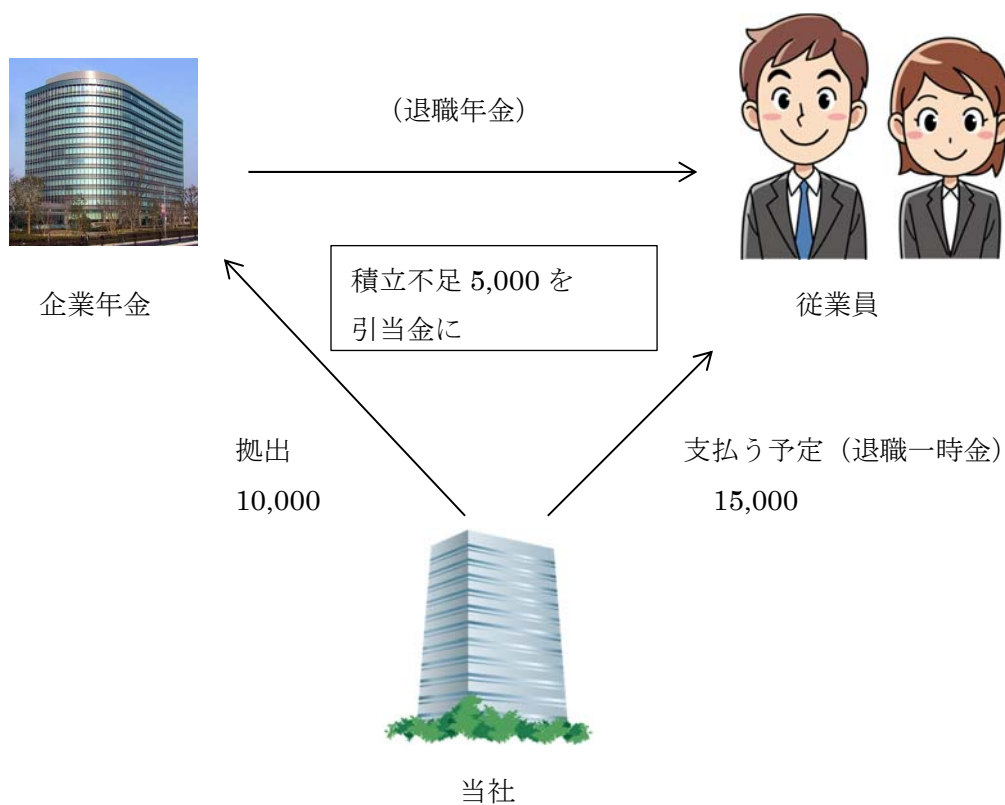 (退職年金)
積立不足 5,000 を
引当金に
企業年金
従業員
拠出
10,000
支払う予定(退職一時金)
15,000
当社